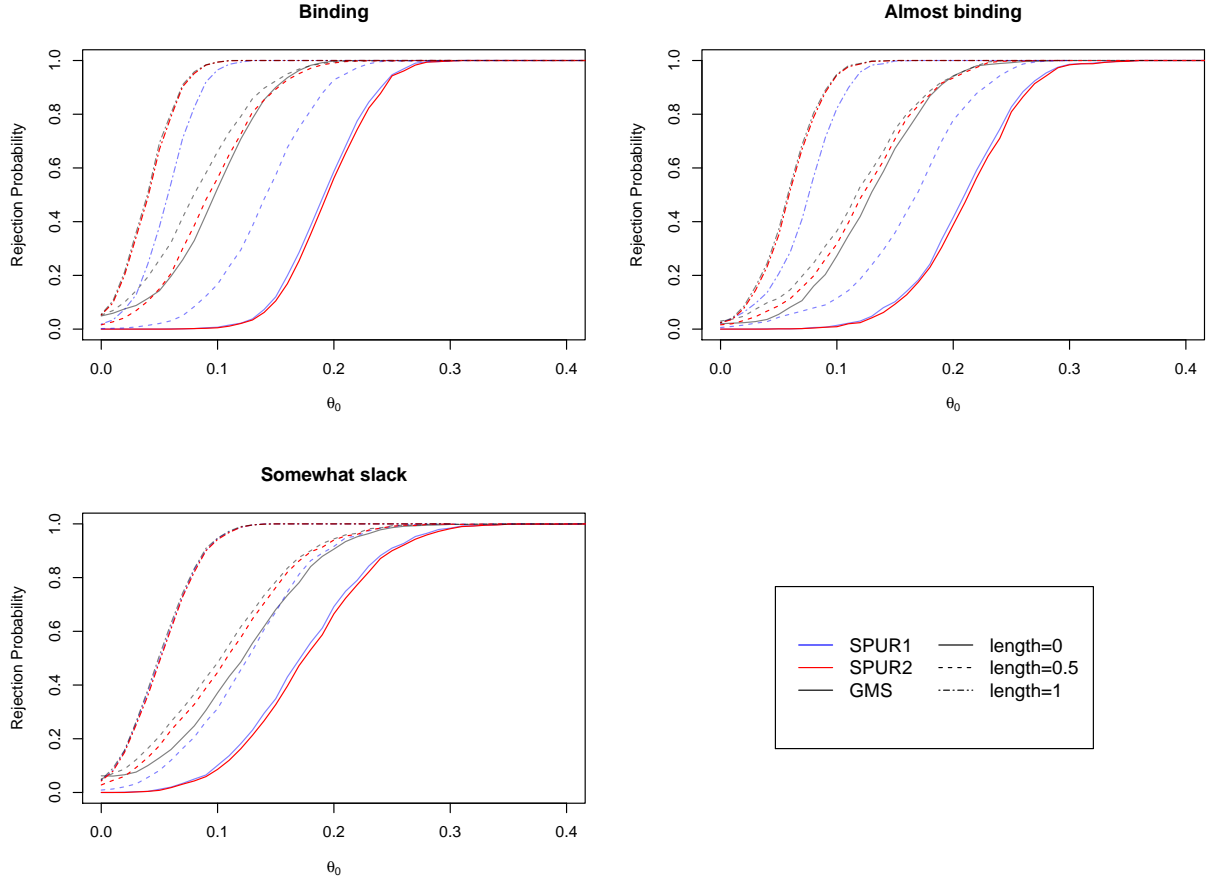 Binding
Rejection Probability
0.0 0.2 0.4 0.6 0.8 1.0
0.0 0.1 0.2 0.3 0.4
θ0
Almost binding
Rejection Probability
0.0 0.2 0.4 0.6 0.8 1.0
0.0 0.1 0.2 0.3 0.4
θ0
Somewhat slack
Rejection Probability
0.0 0.2 0.4 0.6 0.8 1.0
0.0 0.1 0.2 0.3 0.4
θ0
SPUR1 length=0
SPUR2 length=0.5
GMS length=1